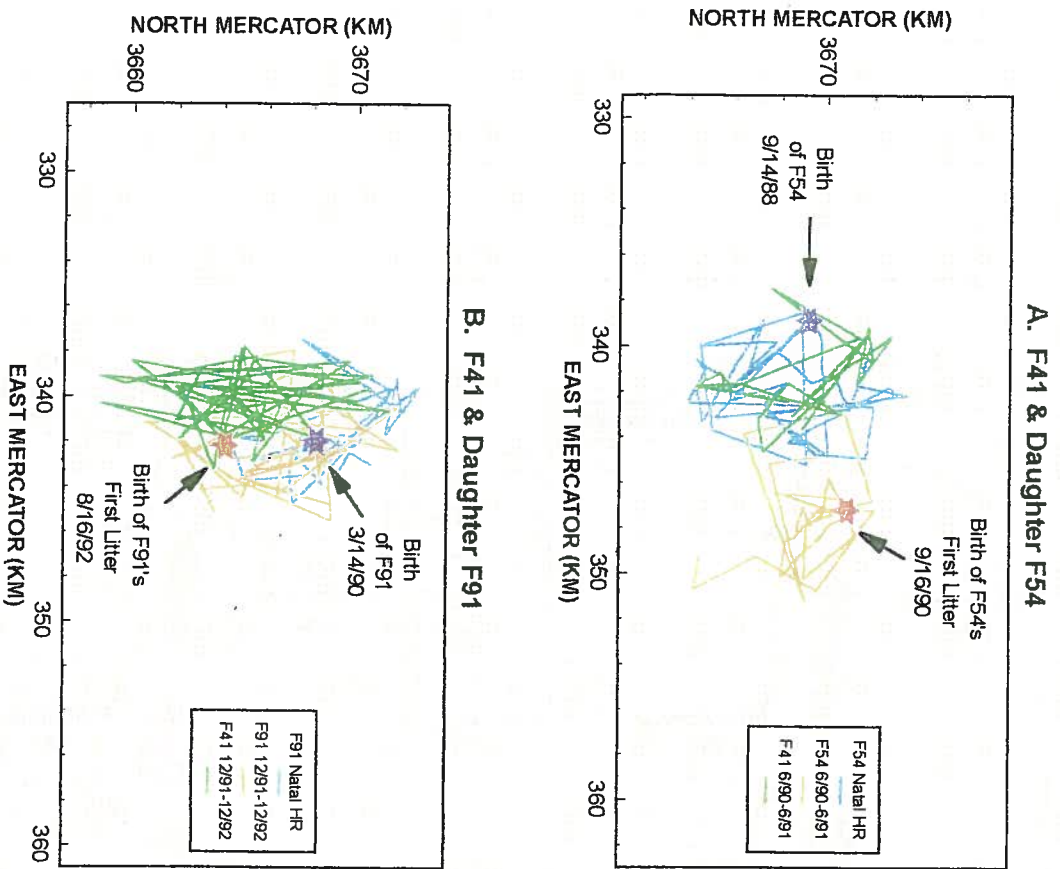 A. F41 & Daughter F54
NORTH MERCATOR (KM)
3670
Birth
of F54
9/14/88
Birth of F54's
First Litter
9/16/90
F54 Natal HR
F54 6/90-6/91
F41 6/90-6/91
330
340
350
360
EAST MERCATOR (KM)
B. F41 & Daughter F91
NORTH MERCATOR (KM)
3670
3660
Birth
of F91
3/14/90
Birth of F91's
First Litter
8/16/92
F91 Natal HR
F91 12/91-12/92
F41 12/91-12/92
330
340
350
360
EAST MERCATOR (KM)